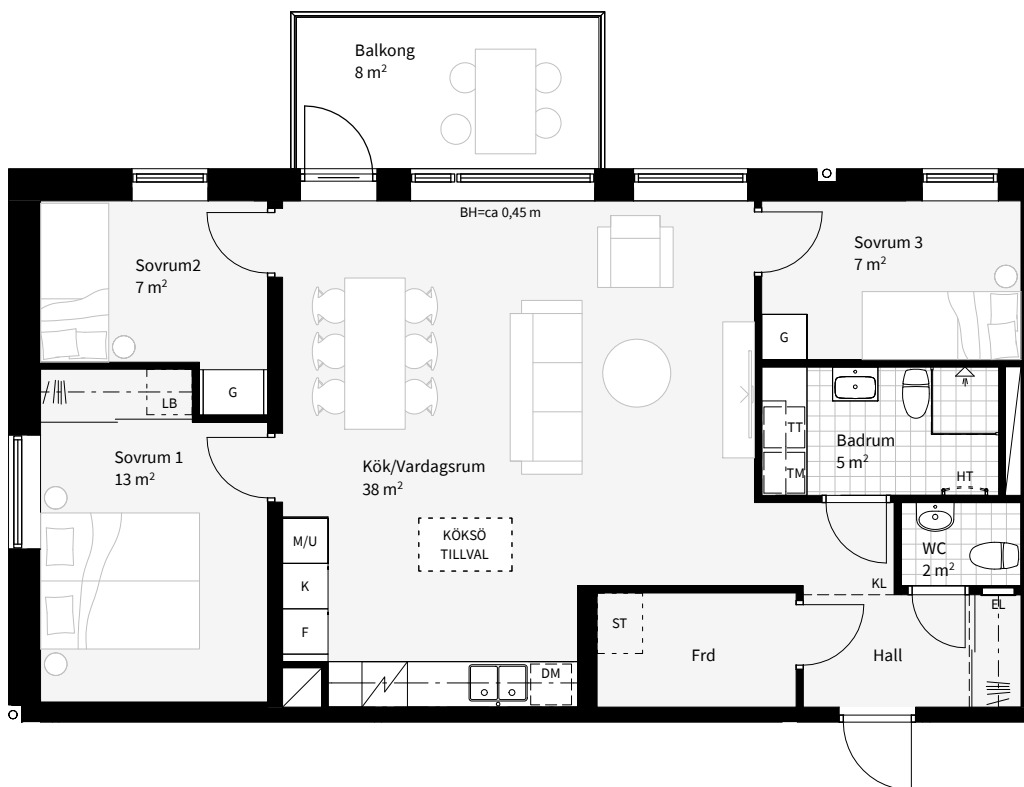 Balkong
8 m²
BH=ca 0,45 m
Sovrum2
7 m²
Sovrum 3
7 m²
G
G
LB
TT
Badrum
5 m²
TM
HT
Sovrum 1
13 m²
Kök/Vardagsrum
38 m²
M/U
KÖKSÖ
TILLVAL
WC
2 m²
K
KL
EL
F
ST
Frd
Hall
DM